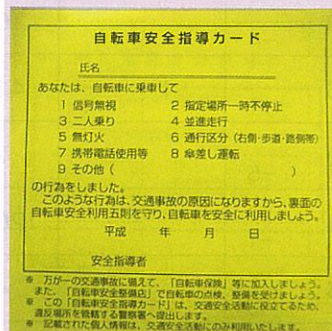 自転車安全指導カード
氏名
あなたは、自転車に乗車して
1 信号無視 2 指定場所一時不停止
3 二人乗り 4 並進走行
5 無灯火 6 通行区分（右側・歩道・路側帯）
7 携帯電話使用等 8 傘差し運転
9 その他（ ）
の行為をしました。
このような行為は、交通事故の原因になりますから、裏面の
自転車安全利用五則を守り、自転車を安全に利用しましょう。
平成 年 月 日
安全指導者
※ 万が一の交通事故に備えて、「自転車保険」等に加入しましょう。
また、「自転車安全整備店」で自転車の点検、整備を受けましょう。
※ この「自転車安全指導カード」は、交通安全活動に役立てるため、
違反場所を管轄する警察署へ提出します。
※ 記載された個人情報は、交通安全活動にのみ利用いたします。